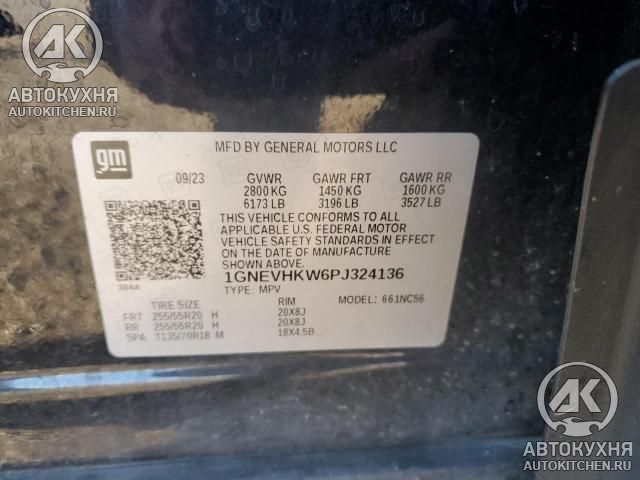 AK
АВТОКУХНЯ
AUTOKITCHEN.RU
gm
MFD BY GENERAL MOTORS LLC
09/23 GVWR GAWR FRT GAWR RR
2800 KG 1450 KG 1600 KG
6173 LB 3196 LB 3527 LB
THIS VEHICLE CONFORMS TO ALL
APPLICABLE U.S. FEDERAL MOTOR
VEHICLE SAFETY STANDARDS IN EFFECT
ON THE DATE OF MANUFACTURE
SHOWN ABOVE.
1GNEVHKW6PJ324136
304A
TYPE: MPV MODEL: 661NC56
TIRE SIZE RIM
FRT 255/55R20 H 20X8J
RR 255/55R20 H 20X8J
SPA T135/70R18 M 18X4.5B
AK
АВТОКУХНЯ
AUTOKITCHEN.RU